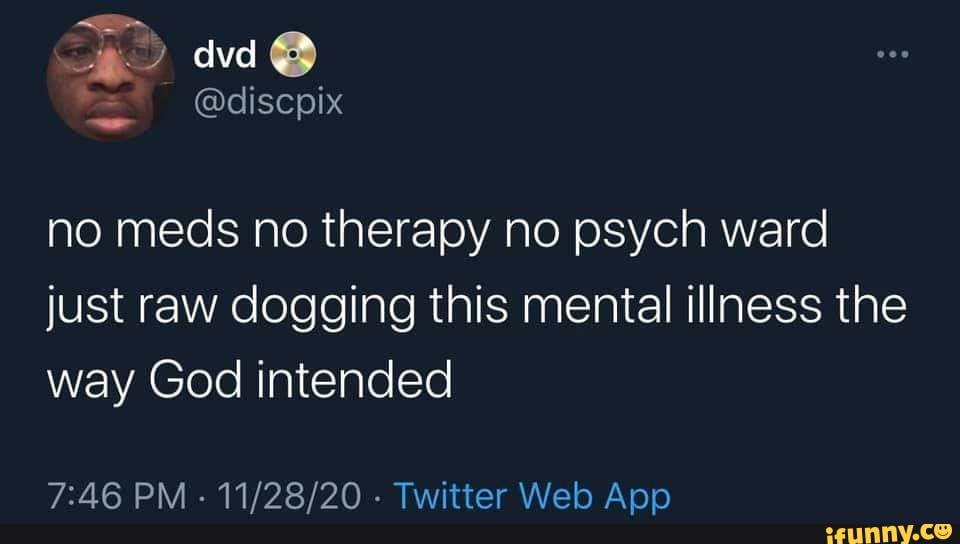 dvd
@discpix
no meds no therapy no psych ward
just raw dogging this mental illness the
way God intended
7:46 PM · 11/28/20 · Twitter Web App
ifunny.co